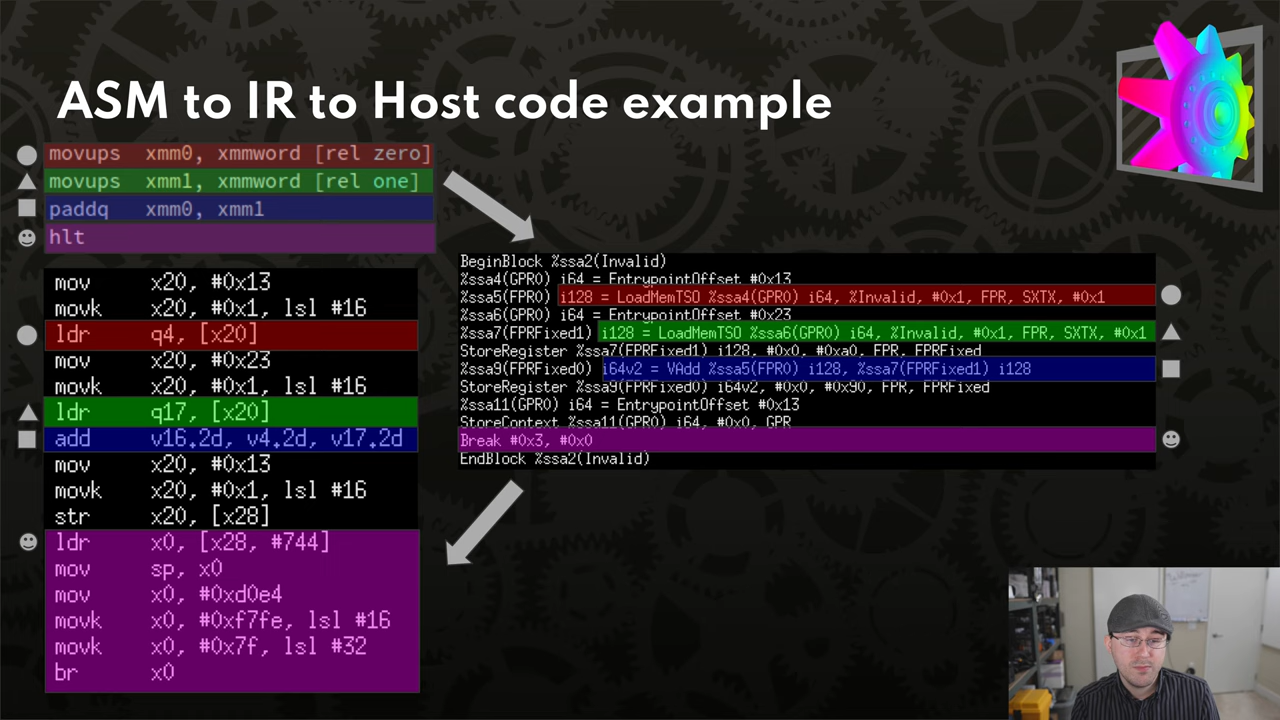 ASM to IR to Host code example
movups xmm0, xmmword [rel zero]
movups xmm1, xmmword [rel one]
paddq xmm0, xmm1
hlt
mov x20, #0x13
movk x20, #0x1, lsl #16
ldr q4, [x20]
mov x20, #0x23
movk x20, #0x1, lsl #16
ldr q17, [x20]
add v16.2d, v4.2d, v17.2d
mov x20, #0x13
movk x20, #0x1, lsl #16
str x20, [x28]
ldr x0, [x28, #744]
mov sp, x0
mov x0, #0xd0e4
movk x0, #0xf7fe, lsl #16
movk x0, #0x7f, lsl #32
br x0
BeginBlock %ssa2(Invalid)
%ssa4(GPR0) i64 = EntrypointOffset #0x13
%ssa5(FPR0) i128 = LoadMemTSO %ssa4(GPR0) i64, %Invalid, #0x1, FPR, SXTX, #0x1
%ssa6(GPR0) i64 = EntrypointOffset #0x23
%ssa7(FPRFixed1) i128 = LoadMemTSO %ssa6(GPR0) i64, %Invalid, #0x1, FPR, SXTX, #0x1
StoreRegister %ssa7(FPRFixed1) i128, #0x0, #0xa0, FPR, FPRFixed
%ssa9(FPRFixed0) i64v2 = VAdd %ssa5(FPR0) i128, %ssa7(FPRFixed1) i128
StoreRegister %ssa9(FPRFixed0) i64v2, #0x0, #0x90, FPR, FPRFixed
%ssa11(GPR0) i64 = EntrypointOffset #0x13
StoreContext %ssa11(GPR0) i64, #0x0, GPR
Break #0x3, #0x0
EndBlock %ssa2(Invalid)